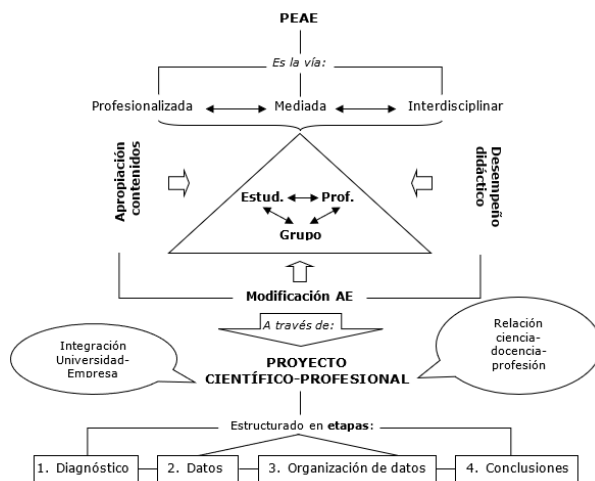 PEAE
Es la vía:
Profesionalizada
Mediada
Interdisciplinar
Apropiación
contenidos
Desempeño
didáctico
Estud.
Prof.
Grupo
Modificación AE
A través de:
Integración
Universidad-
Empresa
Relación
ciencia-
docencia-
profesión
PROYECTO
CIENTÍFICO-PROFESIONAL
Estructurado en etapas:
1. Diagnóstico
2. Datos
3. Organización de datos
4. Conclusiones